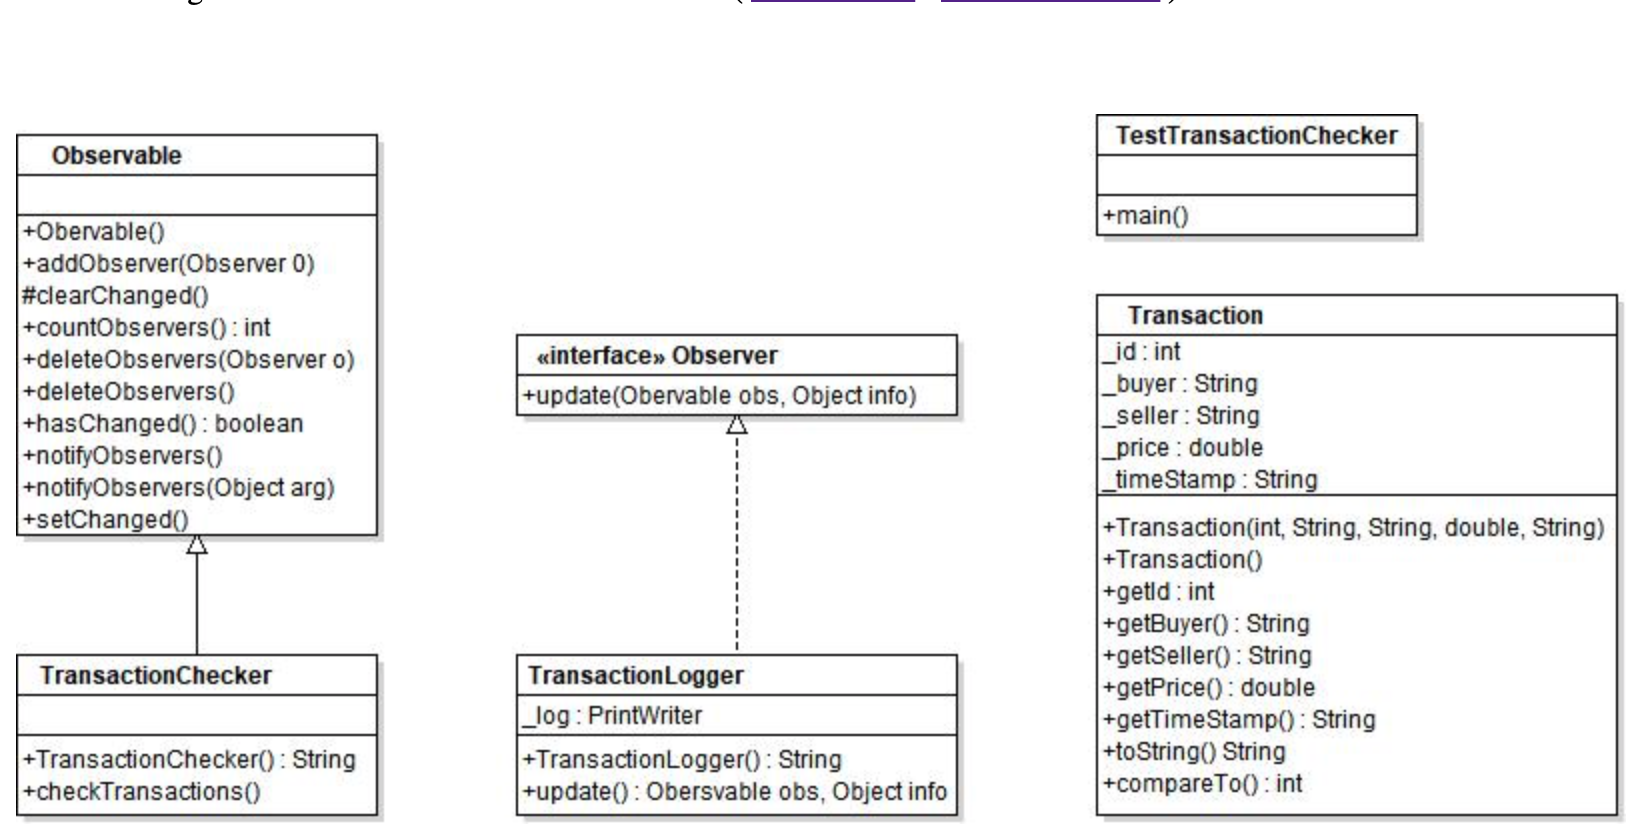 Observable
+Obervable()
+addObserver(Observer 0)
#clearChanged()
+countObservers() : int
+deleteObservers(Observer o)
+deleteObservers()
+hasChanged() : boolean
+notifyObservers()
+notifyObservers(Object arg)
+setChanged()
TransactionChecker
+TransactionChecker() : String
+checkTransactions()
«interface» Observer
+update(Obervable obs, Object info)
TransactionLogger
_log : PrintWriter
+TransactionLogger() : String
+update() : Obersvable obs, Object info
TestTransactionChecker
+main()
Transaction
_id : int
_buyer : String
_seller : String
_price : double
_timeStamp : String
+Transaction(int, String, String, double, String)
+Transaction()
+getId : int
+getBuyer() : String
+getSeller() : String
+getPrice() : double
+getTimeStamp() : String
+toString() String
+compareTo() : int